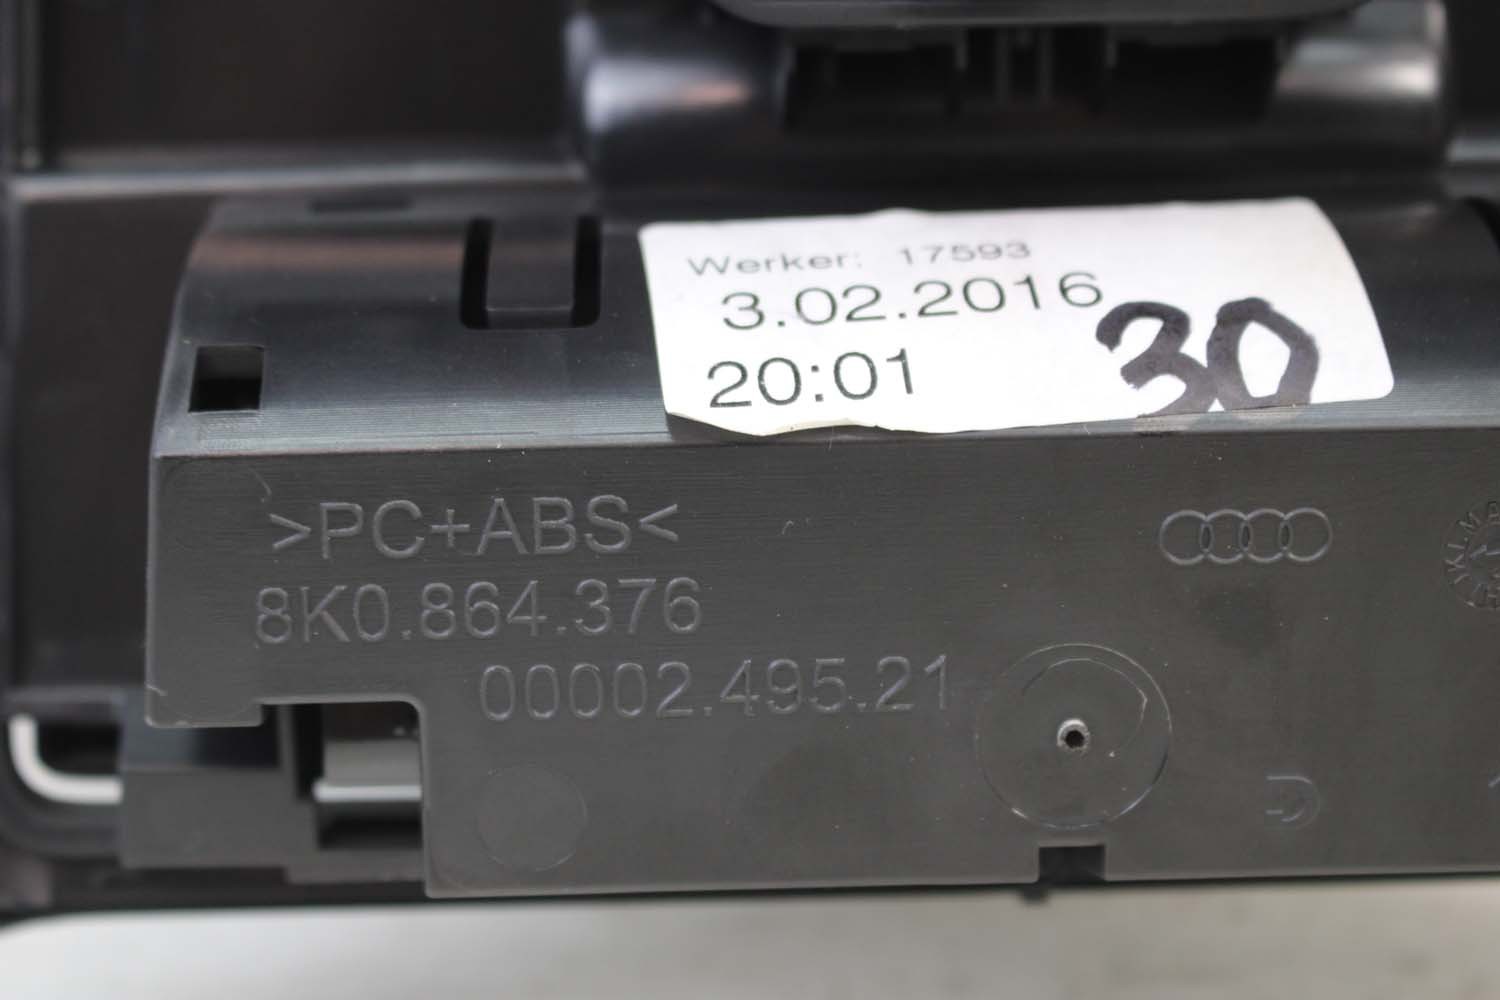 Werker: 17593
3.02.2016
20:01
30
>PC+ABS<
8K0.864.376
00002.495.21